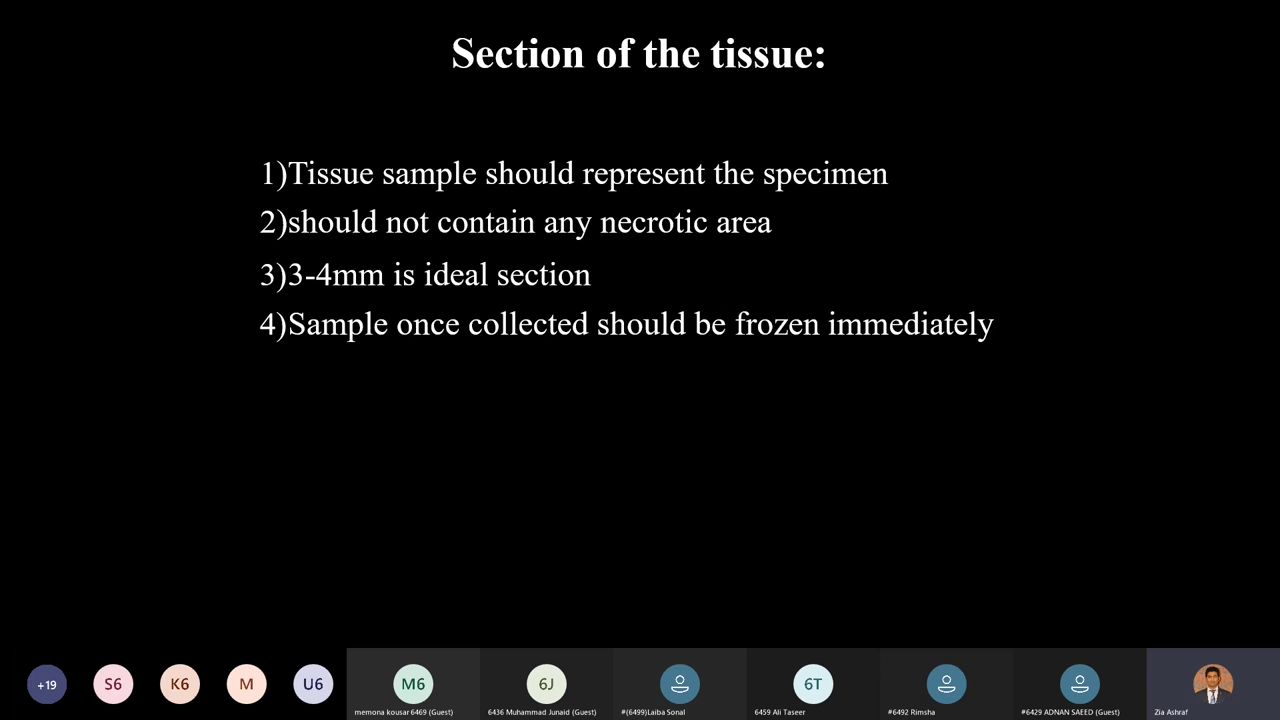 Section of the tissue:
1)Tissue sample should represent the specimen
2)should not contain any necrotic area
3)3-4mm is ideal section
4)Sample once collected should be frozen immediately
+19
S6
K6
M
U6
M6
6J
6T
memona kousar 6469 (Guest)
6436 Muhammad Junaid (Guest)
#(6499)Laiba Sonal
6459 Ali Taseer
#6492 Rimsha
#6429 ADNAN SAEED (Guest)
Zia Ashraf